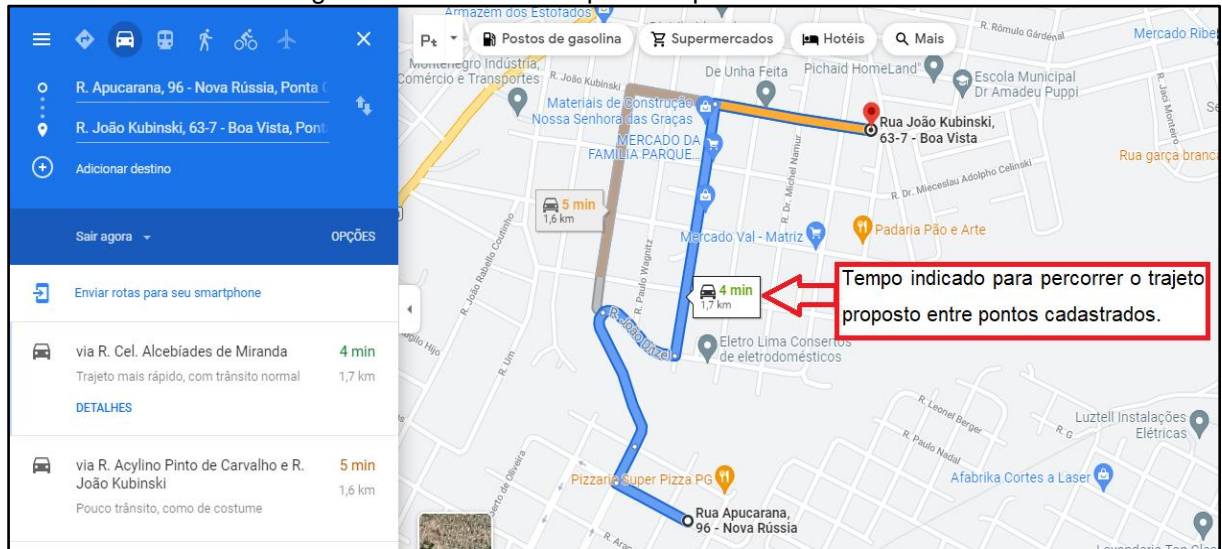 R. Apucarana, 96 - Nova Rússia, Ponta
R. João Kubinski, 63-7 - Boa Vista, Pont
Adicionar destino
Sair agora
OPÇÕES
Enviar rotas para seu smartphone
via R. Cel. Alcebíades de Miranda
4 min
Trajeto mais rápido, com trânsito normal
1,7 km
DETALHES
via R. Acylino Pinto de Carvalho e R.
João Kubinski
5 min
1,6 km
Pouco trânsito, como de costume
Postos de gasolina
Supermercados
Hotéis
Mais
Armazém dos Estofados
R. Rômulo Gardenal
Mercado Ribe
Montenegro Indústria,
Comércio e Transportes
R. João Kubinski
De Unha Feita
Pichaid HomeLand"
Escola Municipal
Dr Amadeu Puppi
R. Jaci Monteiro
Materiais de Construção
Nossa Senhora das Graças
MERCADO DA
FAMÍLIA PARQUE...
Rua João Kubinski,
63-7 - Boa Vista
Rua garça branc
R. Dr. Michel Namur
R. Dr. Mieceslau Adolpho Celinski
5 min
1,6 km
R. João Rabello Coutinho
R. Paulo Wagnitz
Mercado Val - Matriz
Padaria Pão e Arte
4 min
1,7 km
Tempo indicado para percorrer o trajeto
proposto entre pontos cadastrados.
R. João Ditzel
R. Um
Eletro Lima Consertos
de eletrodomésticos
R. Leonel Berger
R. Paulo Nadal
R. G
Luztell Instalações
Elétricas
Pizzaria Super Pizza PG
Afabrika Cortes a Laser
Rua Apucarana,
96 - Nova Rússia